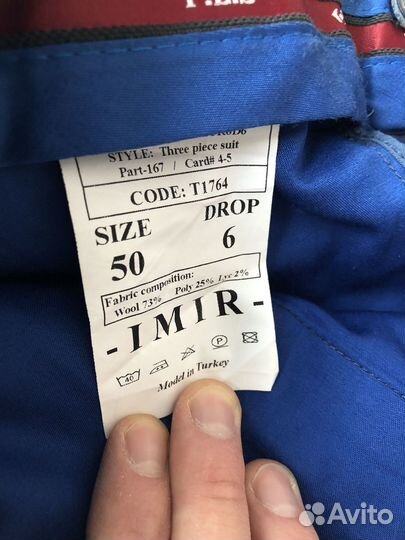 STYLE: Three piece suit
Part-167 / Card# 4-5
CODE: T1764
SIZE DROP
50 6
Fabric composition:
Wool 73% Poly 25% Lyc 2%
- I M I R -
40 P
Model in Turkey
Avito